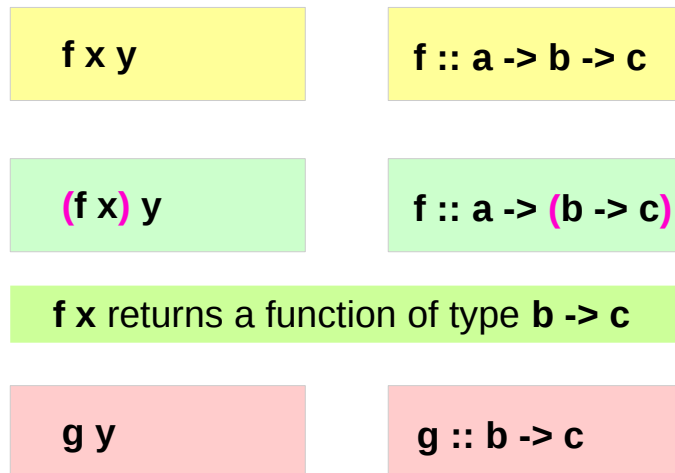 f x y
f :: a -> b -> c
(f x) y
f :: a -> (b -> c)
f x returns a function of type b -> c
g y
g :: b -> c